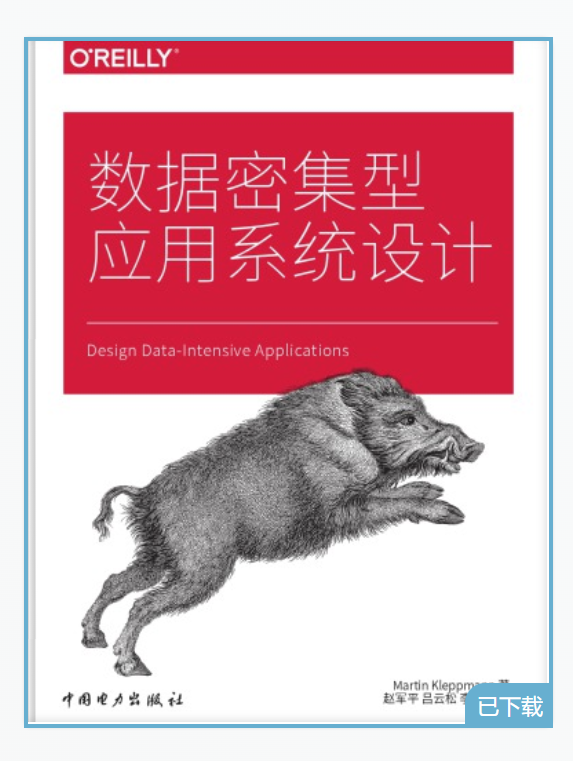 O'REILLY®
数据密集型
应用系统设计
Design Data-Intensive Applications
Martin Kleppmann 著
赵军平 吕云松
中国电力出版社
已下载